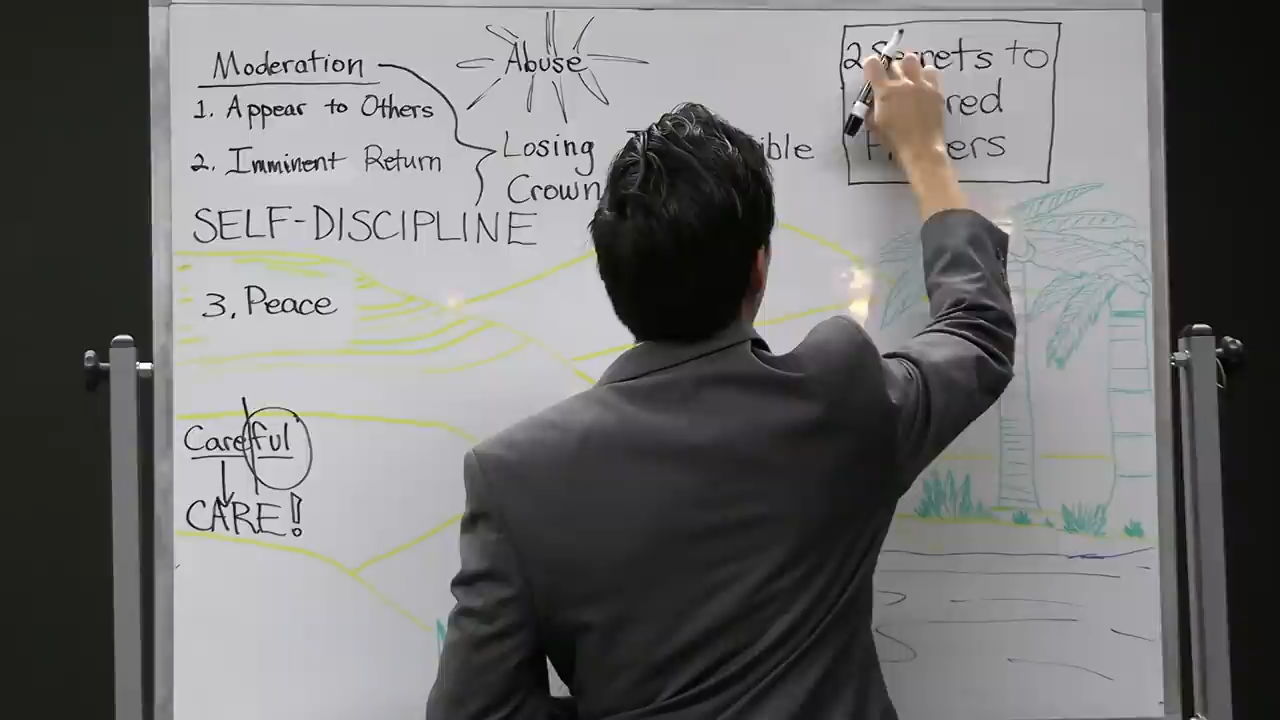 Moderation
1. Appear to Others
2. Imminent Return
SELF-DISCIPLINE
3. Peace
Careful
CARE!
Abuse
Losing
Crown
2 Secrets to